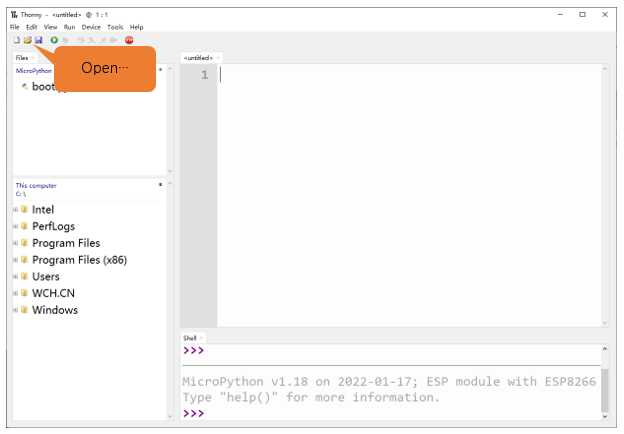 Thonny - <untitled> @ 1 : 1
File Edit View Run Device Tools Help
Open…
Files
MicroPython
boot
This computer
C: \
Intel
PerfLogs
Program Files
Program Files (x86)
Users
WCH.CN
Windows
<untitled>
1
Shell
>>>
MicroPython v1.18 on 2022-01-17; ESP module with ESP8266
Type "help()" for more information.
>>>